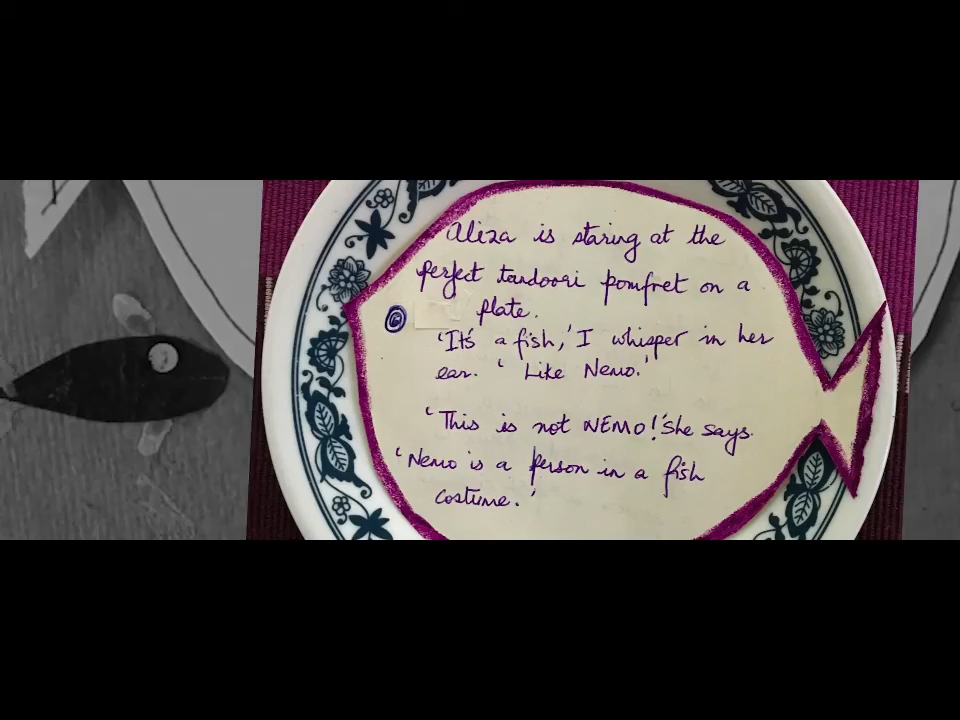 Aliza is staring at the
perfect tandoori pomfret on a
plate.
'It's a fish,' I whisper in her
ear. ' Like Nemo.'
'This is not NEMO!' She says.
'Nemo is a person in a fish
costume.'